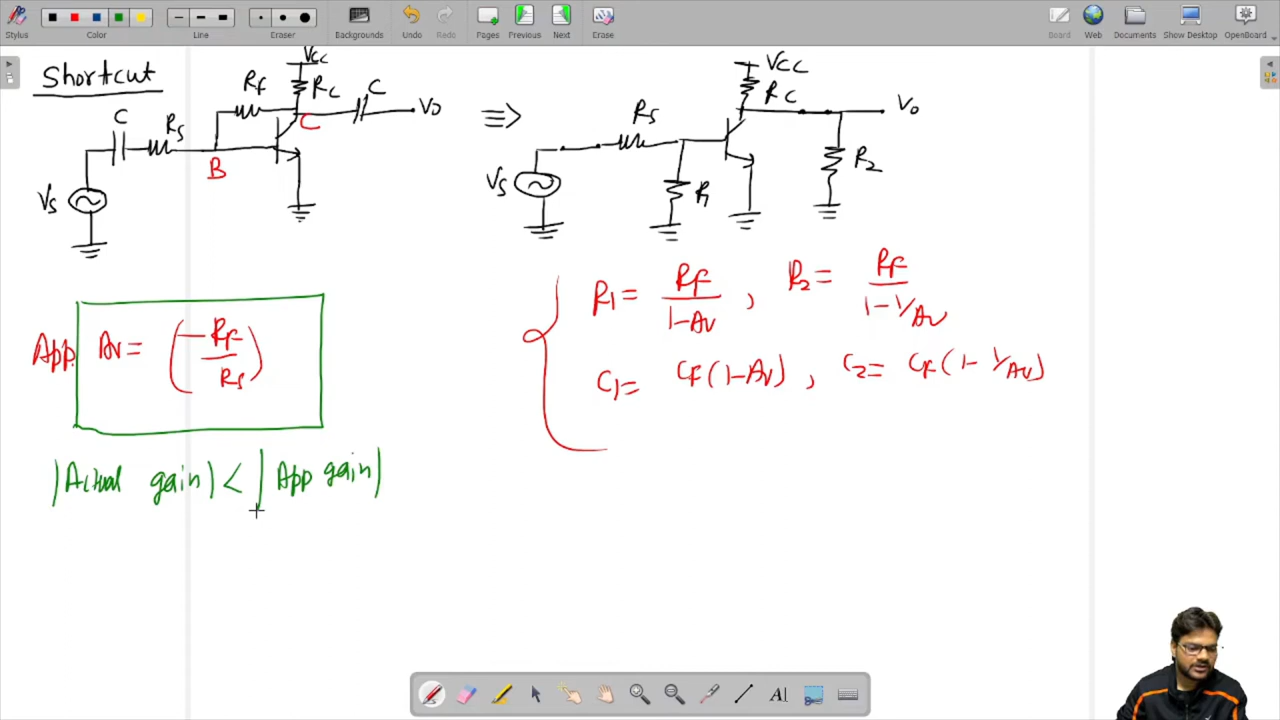 Stylus
Color
Line
Eraser
Backgrounds
Undo
Redo
Pages
Previous
Next
Erase
Board
Web
Documents
Show Desktop
OpenBoard
Shortcut
VCC
RF
RC
C
C
RS
C
B
V0
VS
≡>
VCC
RC
V0
RS
R2
R1
VS
R1 = RF / 1-AV , R2 = RF / 1-1/AV
C1 = CF(1-AV) , C2 = CF(1-1/AV)
App. AV = (-RF / RS)
|Actual gain| < |App gain|